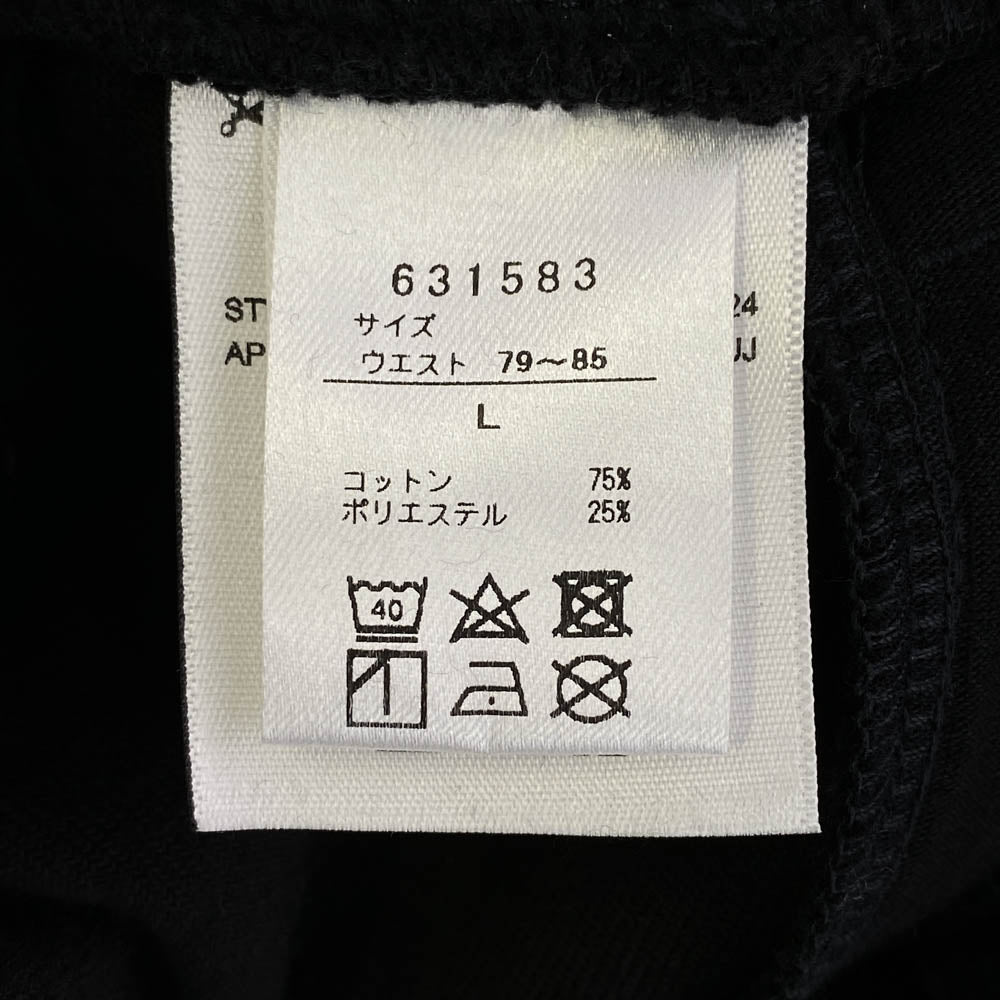 631583
サイズ
ウエスト 79～85
L
コットン 75%
ポリエステル 25%
40
ST
AP
24
JJ